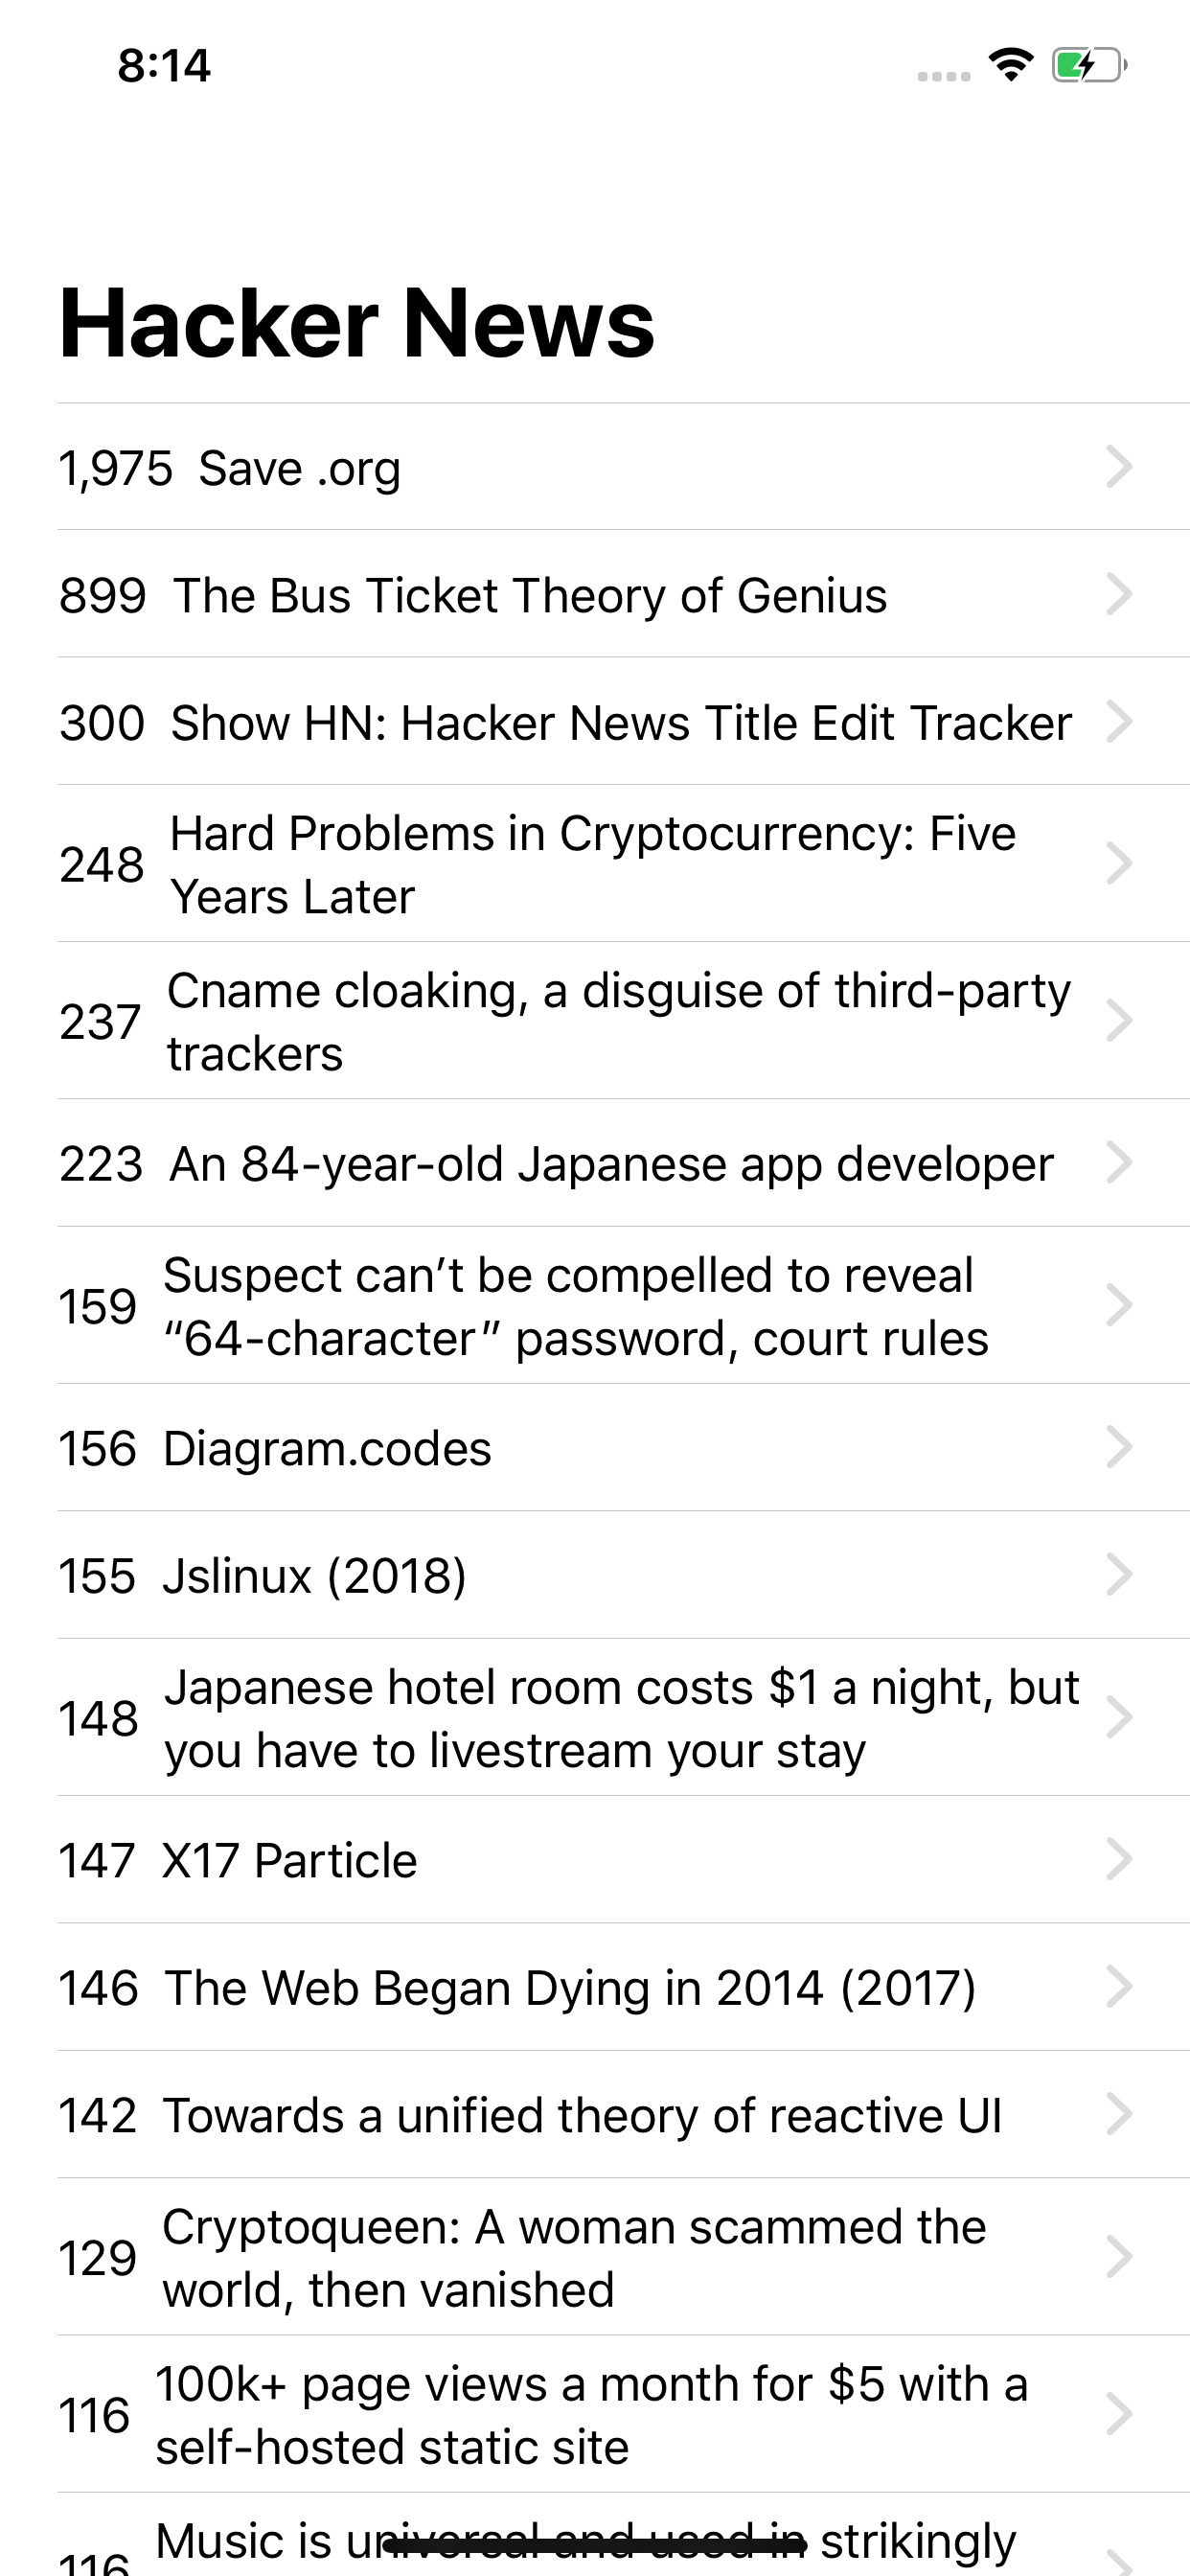 8:14
Hacker News
1,975 Save .org
899 The Bus Ticket Theory of Genius
300 Show HN: Hacker News Title Edit Tracker
248 Hard Problems in Cryptocurrency: Five
Years Later
237 Cname cloaking, a disguise of third-party
trackers
223 An 84-year-old Japanese app developer
159 Suspect can’t be compelled to reveal
“64-character” password, court rules
156 Diagram.codes
155 Jslinux (2018)
148 Japanese hotel room costs $1 a night, but
you have to livestream your stay
147 X17 Particle
146 The Web Began Dying in 2014 (2017)
142 Towards a unified theory of reactive UI
129 Cryptoqueen: A woman scammed the
world, then vanished
116 100k+ page views a month for $5 with a
self-hosted static site
116 Music is universal and used in strikingly